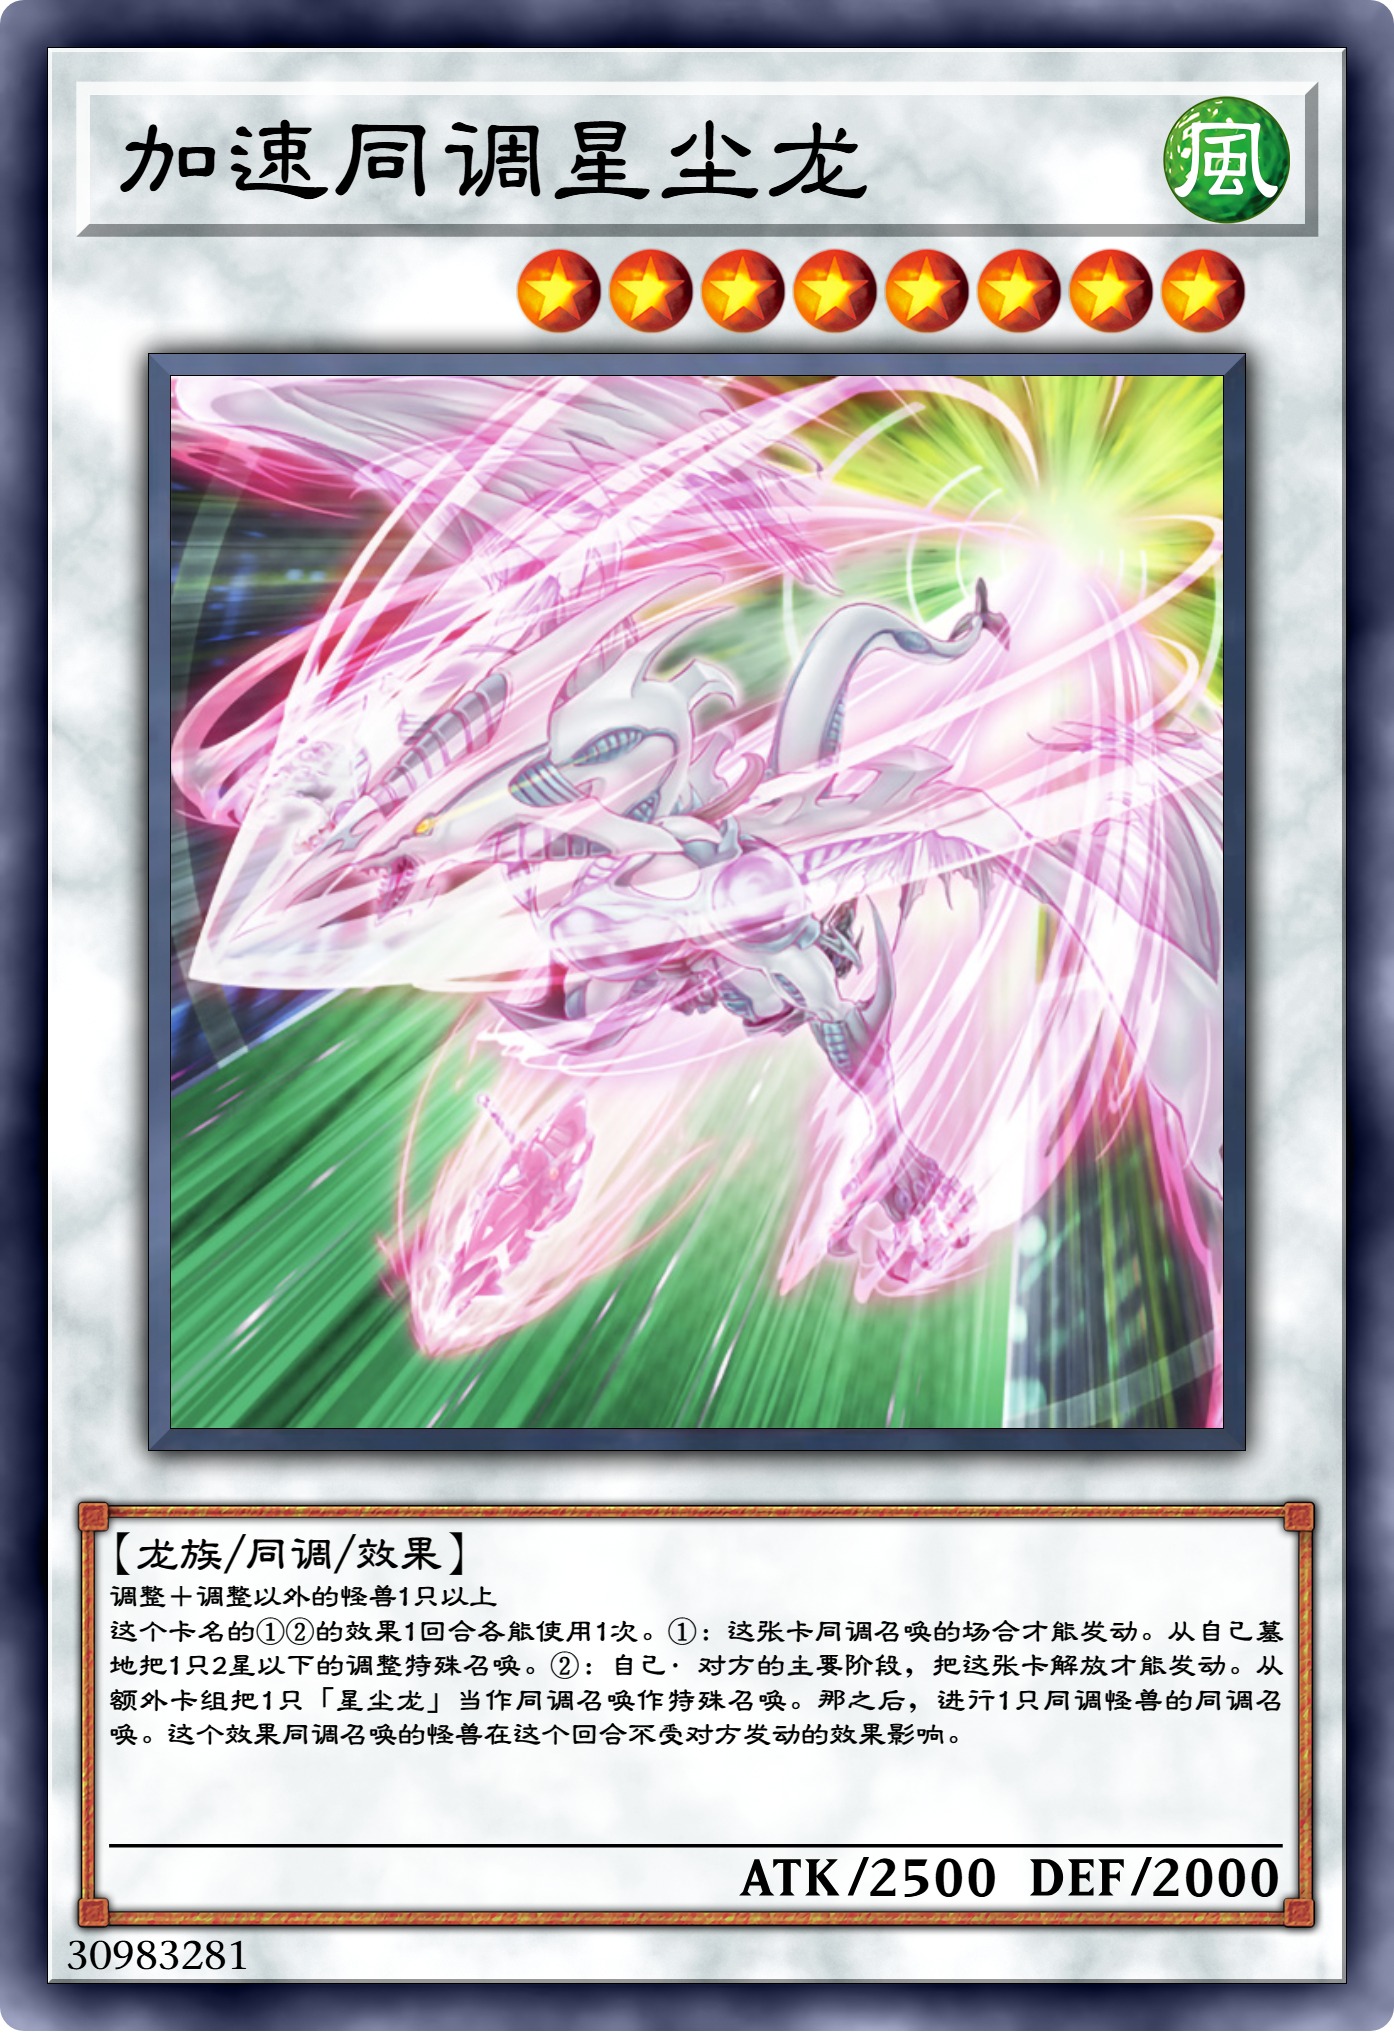 加速同调星尘龙
風
【龙族/同调/效果】
调整＋调整以外的怪兽1只以上
这个卡名的①②的效果1回合各能使用1次。①：这张卡同调召唤的场合才能发动。从自己墓
地把1只2星以下的调整特殊召唤。②：自己·对方的主要阶段，把这张卡解放才能发动。从
额外卡组把1只「星尘龙」当作同调召唤作特殊召唤。那之后，进行1只同调怪兽的同调召
唤。这个效果同调召唤的怪兽在这个回合不受对方发动的效果影响。
ATK/2500 DEF/2000
30983281